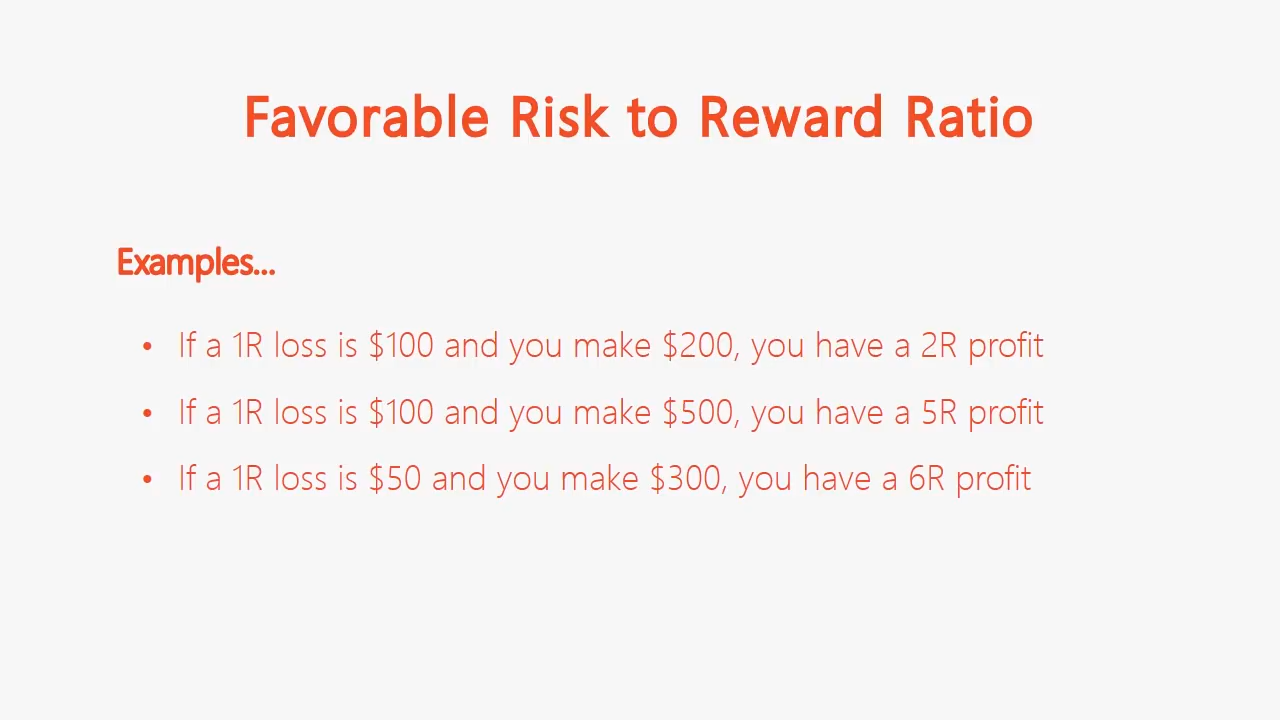 Favorable Risk to Reward Ratio
Examples...
• If a 1R loss is $100 and you make $200, you have a 2R profit
• If a 1R loss is $100 and you make $500, you have a 5R profit
• If a 1R loss is $50 and you make $300, you have a 6R profit